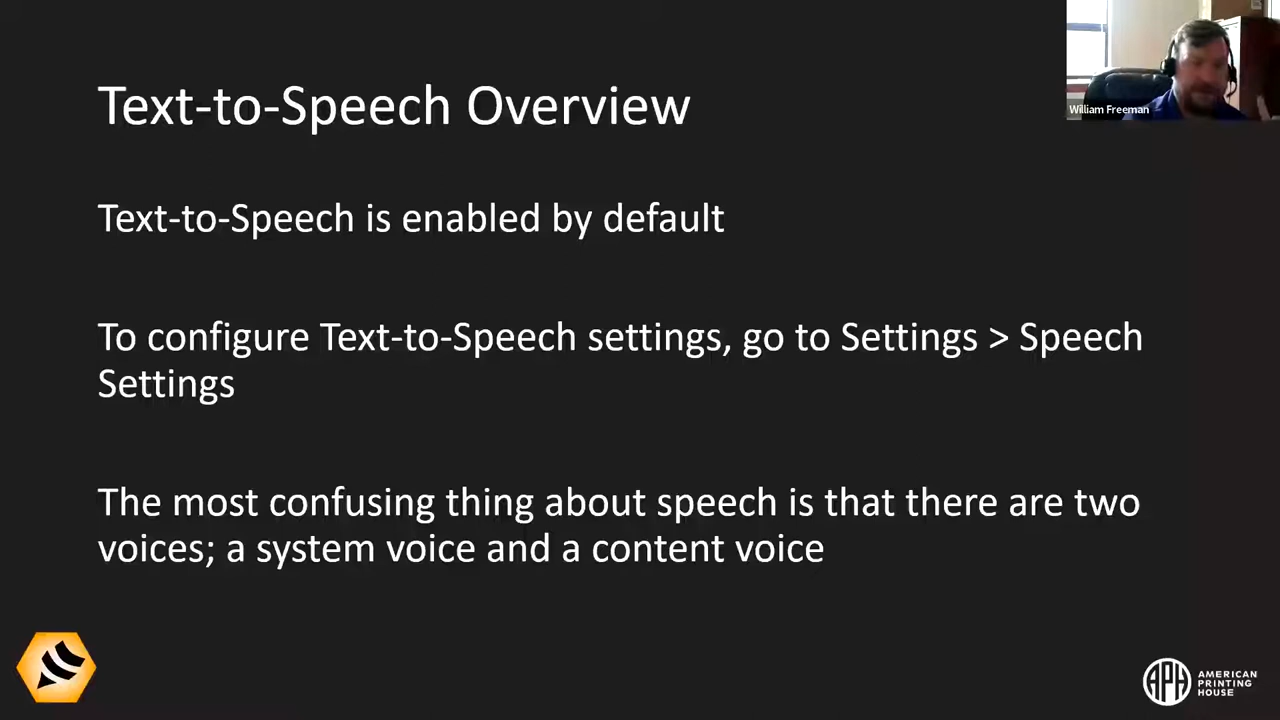 Text-to-Speech Overview
William Freeman
Text-to-Speech is enabled by default
To configure Text-to-Speech settings, go to Settings > Speech
Settings
The most confusing thing about speech is that there are two
voices; a system voice and a content voice
APH
AMERICAN
PRINTING
HOUSE